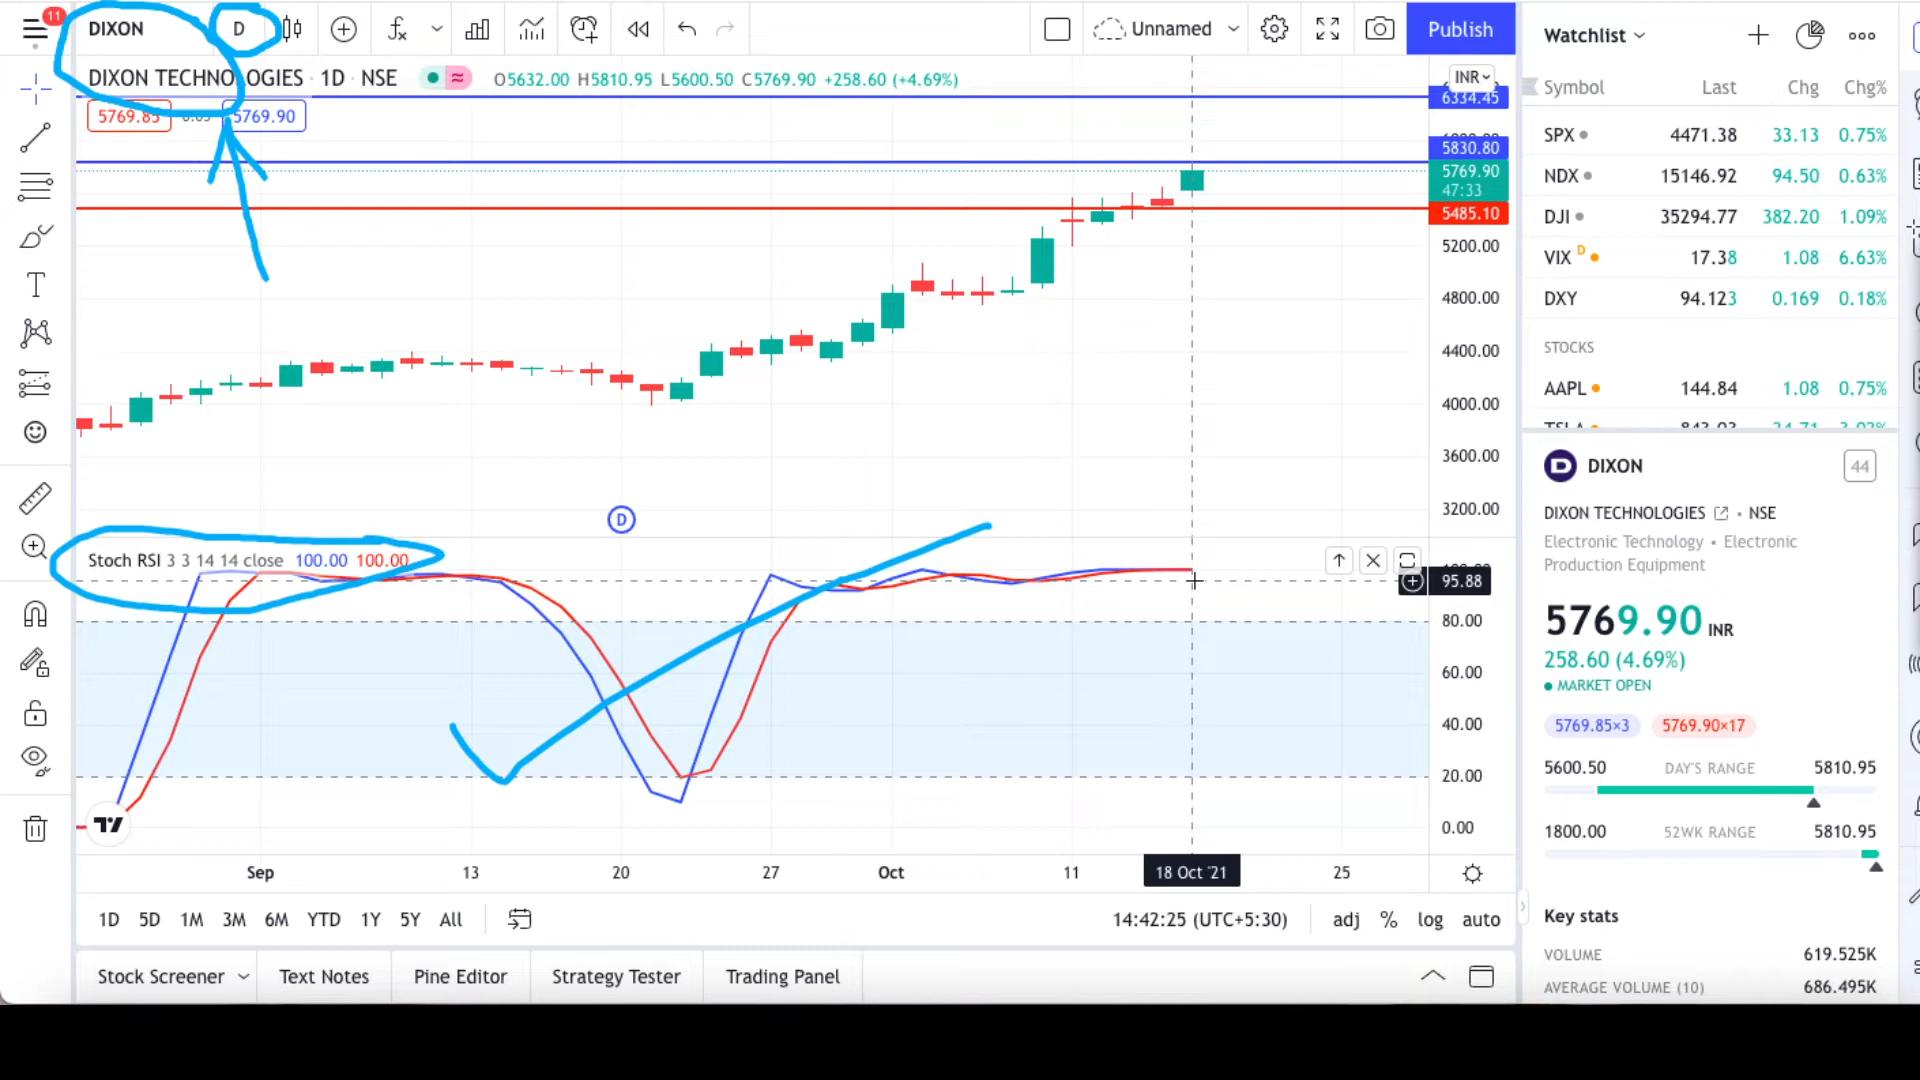 11
DIXON D
Unnamed
Publish
DIXON TECHNOLOGIES · 1D · NSE O5632.00 H5810.95 L5600.50 C5769.90 +258.60 (+4.69%)
INR
5769.85 5769.90
6334.45
5830.80
5769.90
47:33
5485.10
5200.00
4800.00
4400.00
4000.00
3600.00
3200.00
D
Stoch RSI 3 3 14 14 close 100.00 100.00
95.88
80.00
60.00
40.00
20.00
0.00
Sep 13 20 27 Oct 11 18 Oct '21 25
1D 5D 1M 3M 6M YTD 1Y 5Y All 14:42:25 (UTC+5:30) adj % log auto
Stock Screener Text Notes Pine Editor Strategy Tester Trading Panel
Watchlist
Symbol Last Chg Chg%
SPX 4471.38 33.13 0.75%
NDX 15146.92 94.50 0.63%
DJI 35294.77 382.20 1.09%
VIX D 17.38 1.08 6.63%
DXY 94.123 0.169 0.18%
STOCKS
AAPL 144.84 1.08 0.75%
DIXON 44
DIXON TECHNOLOGIES · NSE
Electronic Technology • Electronic
Production Equipment
5769.90 INR
258.60 (4.69%)
MARKET OPEN
5769.85×3 5769.90×17
5600.50 DAY'S RANGE 5810.95
1800.00 52WK RANGE 5810.95
Key stats
VOLUME 619.525K
AVERAGE VOLUME (10) 686.495K